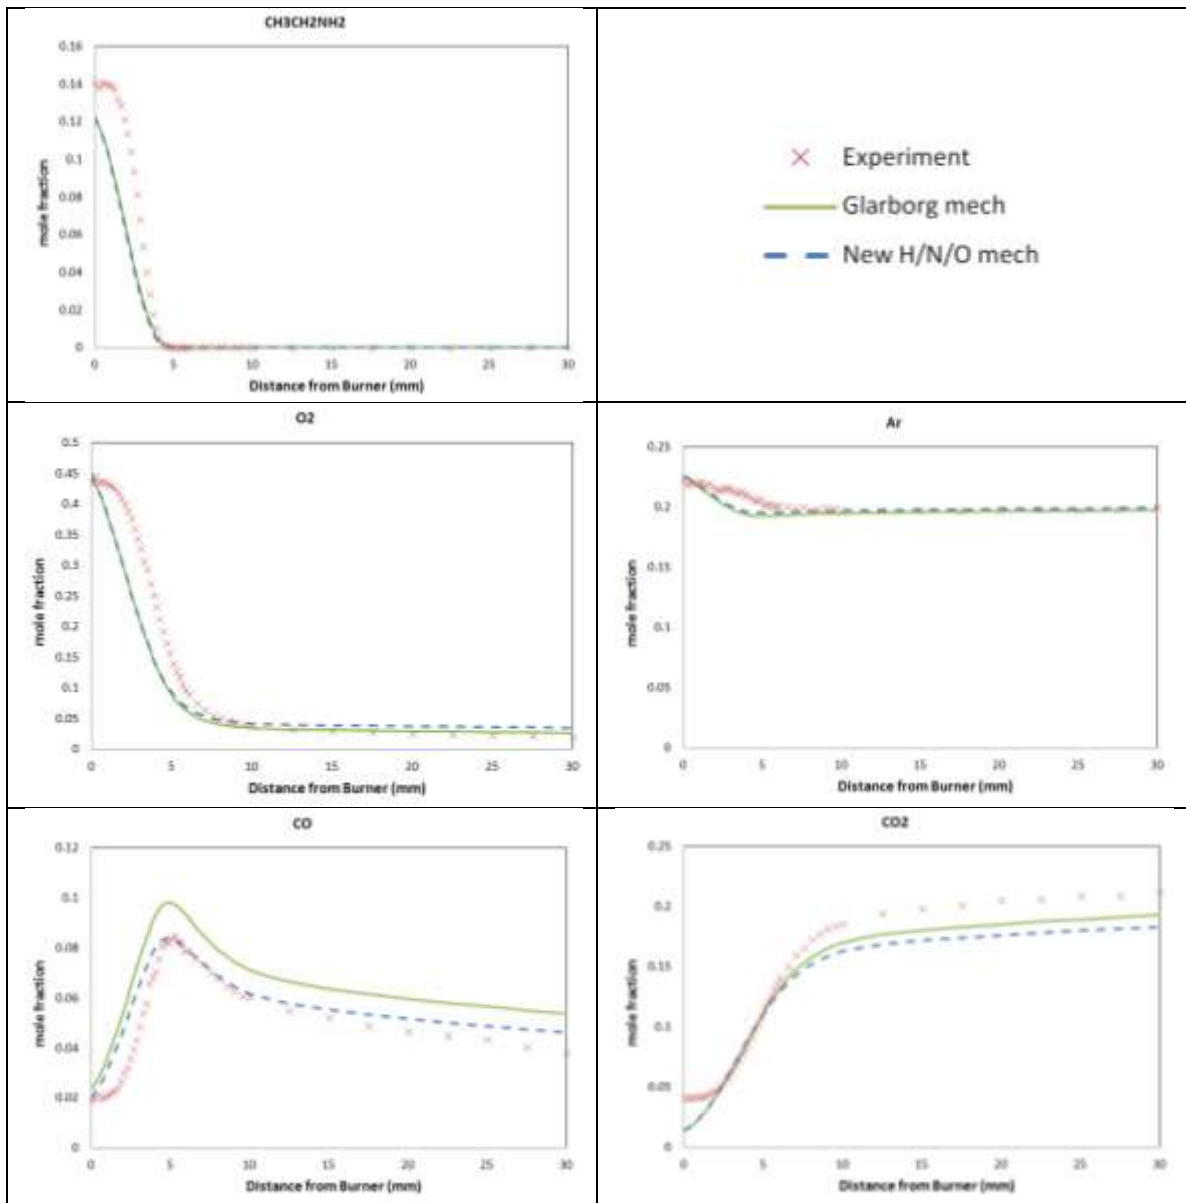 CH3CH2NH2
0.16
0.14
0.12
0.1
0.08
0.06
0.04
0.02
0
mole fraction
0 5 10 15 20 25 30
Distance from Burner (mm)
Experiment
Glarborg mech
New H/N/O mech
O2
0.5
0.45
0.4
0.35
0.3
0.25
0.2
0.15
0.1
0.05
0
mole fraction
0 5 10 15 20 25 30
Distance from Burner (mm)
Ar
0.25
0.2
0.15
0.1
0.05
0
mole fraction
0 5 10 15 20 25 30
Distance from Burner (mm)
CO
0.12
0.1
0.08
0.06
0.04
0.02
0
mole fraction
0 5 10 15 20 25 30
Distance from Burner (mm)
CO2
0.25
0.2
0.15
0.1
0.05
0
mole fraction
0 5 10 15 20 25 30
Distance from Burner (mm)